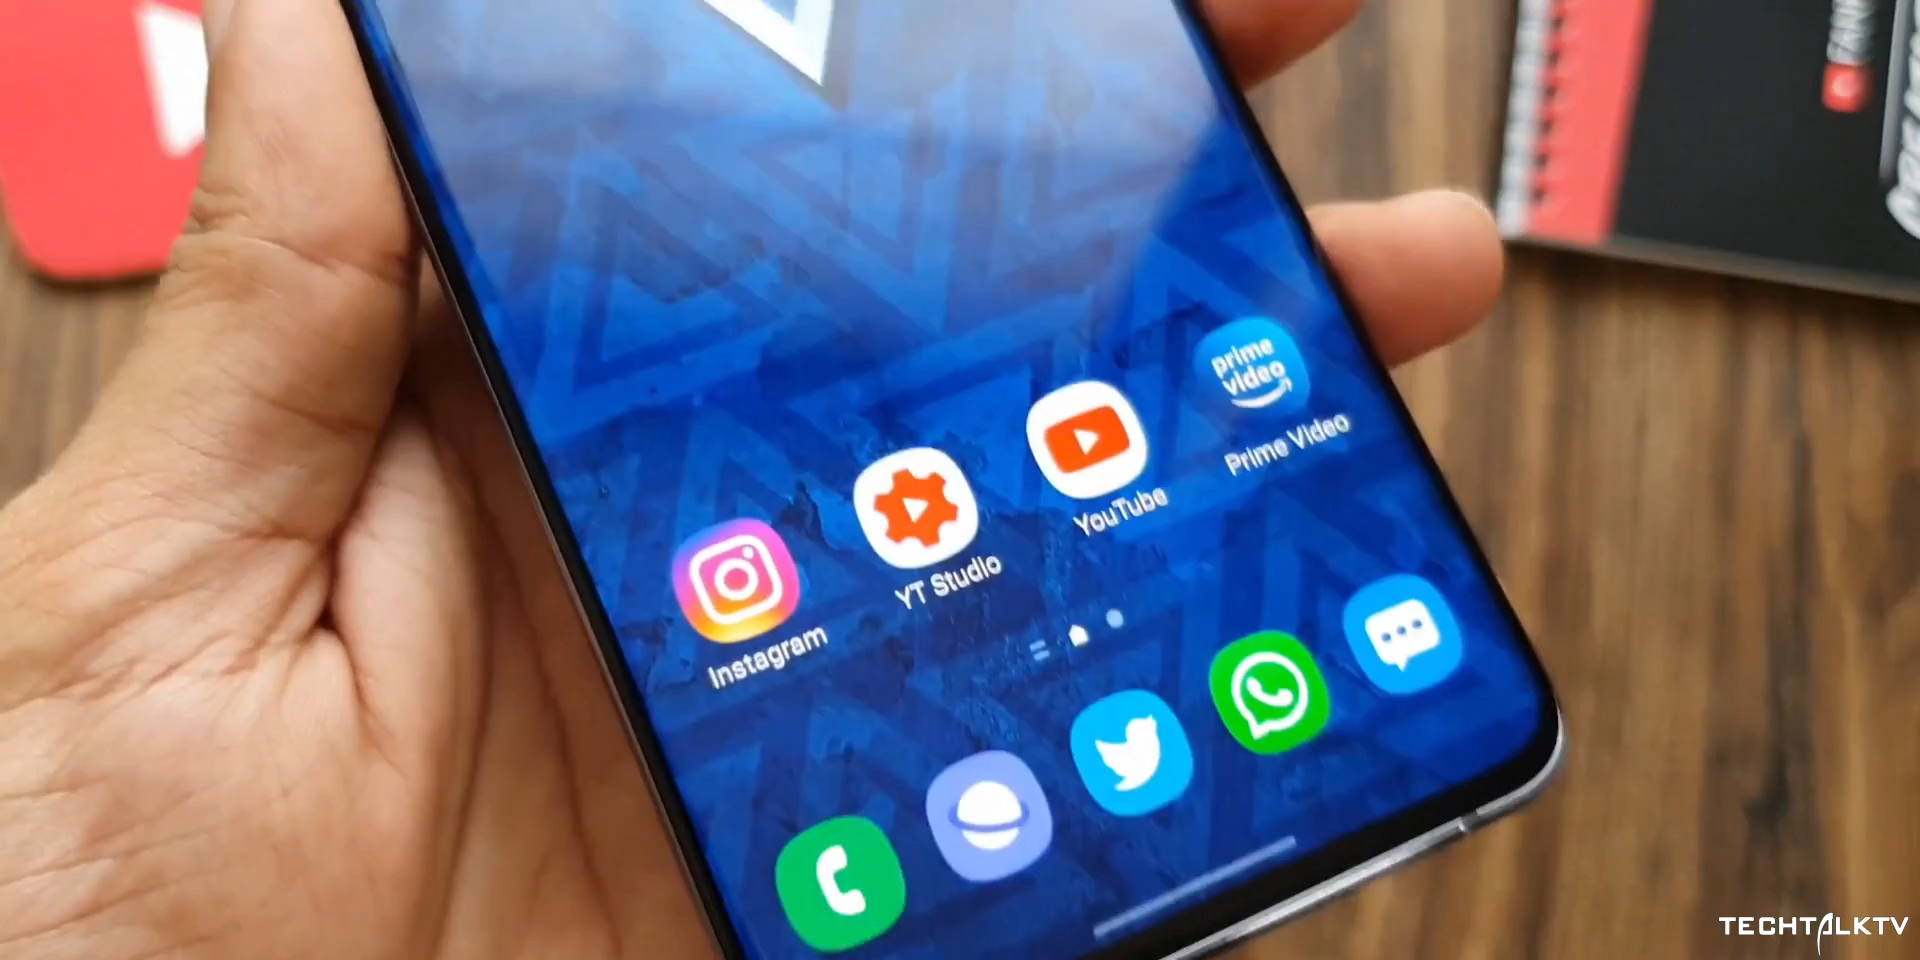 prime
video
Prime Video
YouTube
YT Studio
Instagram
TECHTALKTV